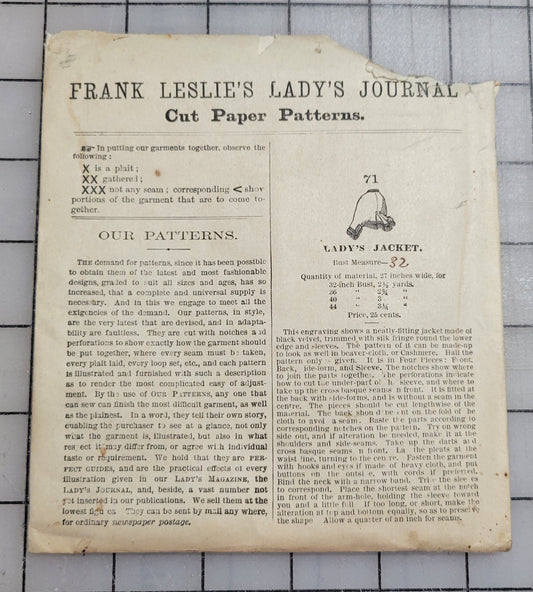 FRANK LESLIE'S LADY'S JOURNAL
Cut Paper Patterns.
In putting our garments together, observe the
following:
X is a plait;
XX gathered;
XXX not any seam; corresponding < show
portions of the garment that are to come to-
gether.
OUR PATTERNS.
THE demand for patterns, since it has been possible
to obtain them of the latest and most fashionable
designs, graded to suit all sizes and ages, has so
increased, that a complete and universal supply is
necessary. And in this we engage to meet all the
exigencies of the demand. Our patterns, in style,
are the very latest that are devised, and in adapta-
bility are faultless. They are cut with notches and
perforations to show exactly how the garment should
be put together, where every seam must be taken,
every plait laid, every loop set, etc., and each pattern
is illustrated and furnished with such a description
as to render the most complicated easy of adjust-
ment. By the use of OUR PATTERNS, any one that
can sew can finish the most difficult garment, as well
as the plainest. In a word, they tell their own story,
enabling the purchaser to see at a glance, not only
what the garment is, illustrated, but also in what
respect it may differ from, or agree with individual
taste or requirement. We hold that they are PER-
FECT GUIDES, and are the practical effects of every
illustration given in our LADY'S MAGAZINE, the
LADY'S JOURNAL, and, beside, a vast number not
yet inserted in our publications. We sell them at the
lowest figures. They can be sent by mail any where,
for ordinary newspaper postage.
71
LADY'S JACKET.
Bust Measure—32
Quantity of material, 27 inches wide, for
32-inch Bust, 2½ yards.
36 " 2¾ "
40 " 3 "
44 " 3¼ "
Price, 25 cents.
This engraving shows a neatly-fitting jacket made of
black velvet, trimmed with silk fringe round the lower
edge and sleeves. The pattern of it can be made-up
to look as well in beaver-cloth, or Cashmere. Half the
pattern only is given. It is in Four Pieces: Front,
Back, side-form, and Sleeve. The notches show where
to join the parts together, the perforations indicate
how to cut the under-part of the sleeve, and where to
take up the cross basque seams in front. It is fitted at
the back with side-forms, and is without a seam in the
centre. The pieces should be cut lengthwise of the
material. The back should be cut on the fold of the
cloth to avoid a seam. Baste the parts according to
corresponding notches on the pattern. Try on wrong
side out, and if alteration be needed, make it at the
shoulders and side-seams. Take up the darts and
cross basque seams in front. Lay the pleats at the
waist line, turning to the centre. Fasten the garment
with hooks and eyes if made of heavy cloth, and put
buttons on the outside, with cords if preferred.
Bind the neck with a narrow band. Trim the sleeves
to correspond. Place the shortest seam at the notch
in front of the arm-hole, holding the sleeve toward
you and a little full. If too long, or short, make the
alteration at top and bottom equally, so as to preserve
the shape. Allow a quarter of an inch for seams.